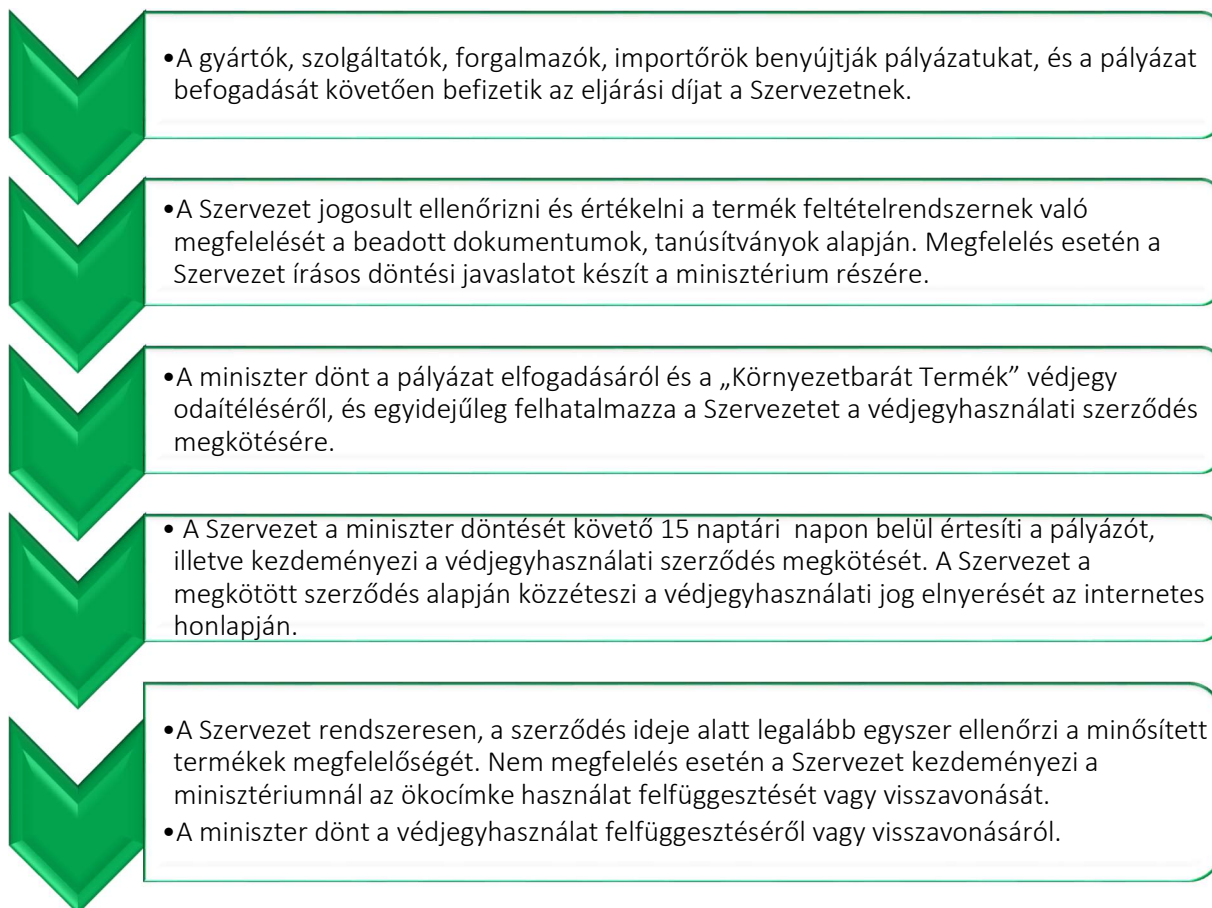 •A gyártók, szolgáltatók, forgalmazók, importőrök benyújtják pályázatukat, és a pályázat
befogadását követően befizetik az eljárási díjat a Szervezetnek.
•A Szervezet jogosult ellenőrizni és értékelni a termék feltételrendszernek való
megfelelését a beadott dokumentumok, tanúsítványok alapján. Megfelelés esetén a
Szervezet írásos döntési javaslatot készít a minisztérium részére.
•A miniszter dönt a pályázat elfogadásáról és a „Környezetbarát Termék” védjegy
odaítéléséről, és egyidejűleg felhatalmazza a Szervezetet a védjegyhasználati szerződés
megkötésére.
• A Szervezet a miniszter döntését követő 15 naptári napon belül értesíti a pályázót,
illetve kezdeményezi a védjegyhasználati szerződés megkötését. A Szervezet a
megkötött szerződés alapján közzéteszi a védjegyhasználati jog elnyerését az internetes
honlapján.
•A Szervezet rendszeresen, a szerződés ideje alatt legalább egyszer ellenőrzi a minősített
termékek megfelelőségét. Nem megfelelés esetén a Szervezet kezdeményezi a
minisztériumnál az ökocímke használat felfüggesztését vagy visszavonását.
•A miniszter dönt a védjegyhasználat felfüggesztéséről vagy visszavonásáról.